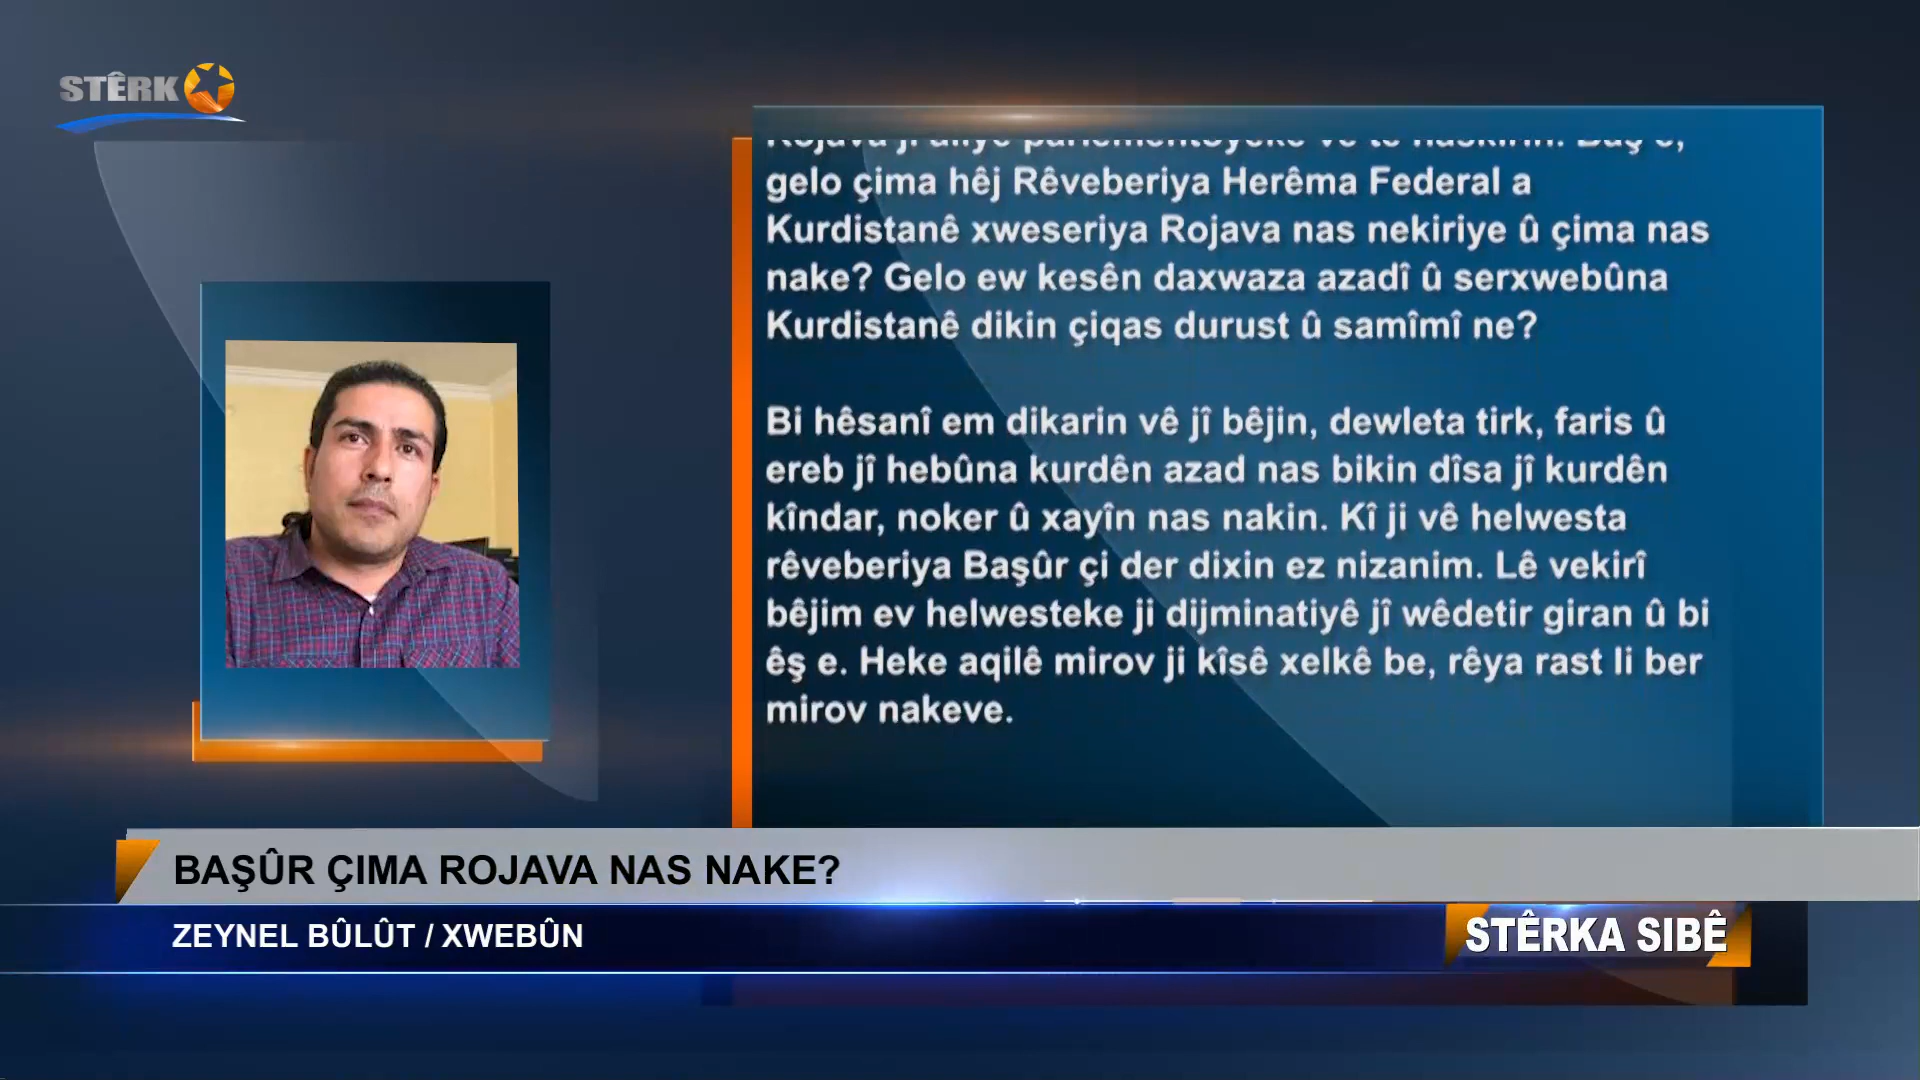 STÊRK
gelo çima hêj Rêveberiya Herêma Federal a
Kurdistanê xweseriya Rojava nas nekiriye û çima nas
nake? Gelo ew kesên daxwaza azadî û serxwebûna
Kurdistanê dikin çiqas durust û samîmî ne?
Bi hêsanî em dikarin vê jî bêjin, dewleta tirk, faris û
ereb jî hebûna kurdên azad nas bikin dîsa jî kurdên
kîndar, noker û xayîn nas nakin. Kî ji vê helwesta
rêveberiya Başûr çi der dixin ez nizanim. Lê vekirî
bêjim ev helwesteke ji dijminatiyê jî wêdetir giran û bi
êş e. Heke aqilê mirov ji kîsê xelkê be, rêya rast li ber
mirov nakeve.
BAŞÛR ÇIMA ROJAVA NAS NAKE?
ZEYNEL BÛLÛT / XWEBÛN
STÊRKA SIBÊ